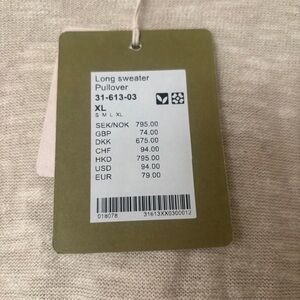 Long sweater
Pullover
31-613-03
XL
S M L XL
SEK/NOK 795.00
GBP 74.00
DKK 675.00
CHF 94.00
HKD 795.00
USD 94.00
EUR 79.00
018078 31613XX0300012